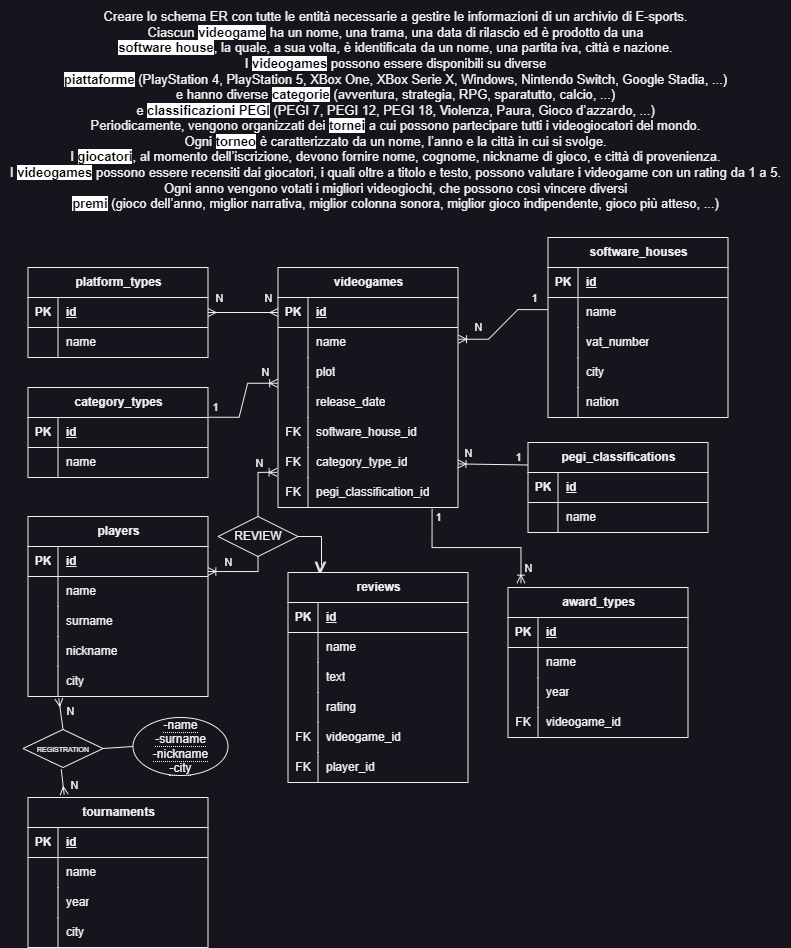 Creare lo schema ER con tutte le entità necessarie a gestire le informazioni di un archivio di E-sports.
Ciascun videogame ha un nome, una trama, una data di rilascio ed è prodotto da una
software house, la quale, a sua volta, è identificata da un nome, una partita iva, città e nazione.
I videogames possono essere disponibili su diverse
piattaforme (PlayStation 4, PlayStation 5, XBox One, XBox Serie X, Windows, Nintendo Switch, Google Stadia, ...)
e hanno diverse categorie (avventura, strategia, RPG, sparatutto, calcio, ...)
e classificazioni PEGI (PEGI 7, PEGI 12, PEGI 18, Violenza, Paura, Gioco d'azzardo, ...)
Periodicamente, vengono organizzati dei tornei a cui possono partecipare tutti i videogiocatori del mondo.
Ogni torneo è caratterizzato da un nome, l'anno e la città in cui si svolge.
I giocatori, al momento dell'iscrizione, devono fornire nome, cognome, nickname di gioco, e città di provenienza.
I videogames possono essere recensiti dai giocatori, i quali oltre a titolo e testo, possono valutare i videogame con un rating da 1 a 5.
Ogni anno vengono votati i migliori videogiochi, che possono così vincere diversi
premi (gioco dell'anno, miglior narrativa, miglior colonna sonora, miglior gioco indipendente, gioco più atteso, ...)
software_houses
PK id
name
vat_number
city
nation
platform_types
PK id
name
N N
videogames
PK id
name
plot
release_date
FK software_house_id
FK category_type_id
FK pegi_classification_id
1
N
category_types
PK id
name
1
N
pegi_classifications
PK id
name
N 1
players
PK id
name
surname
nickname
city
N
REVIEW
N
1
N
reviews
PK id
name
text
rating
FK videogame_id
FK player_id
award_types
PK id
name
year
FK videogame_id
N
REGISTRATION
-name
-surname
-nickname
-city
N
tournaments
PK id
name
year
city